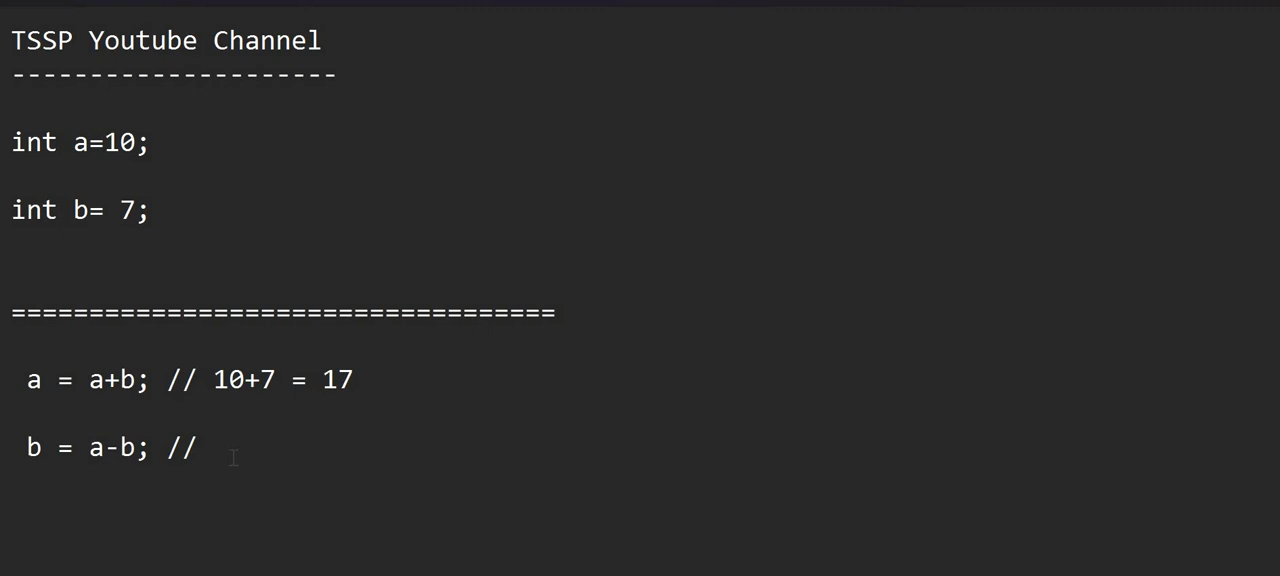 TSSP Youtube Channel
---------------------
int a=10;
int b= 7;
===================================
a = a+b; // 10+7 = 17
b = a-b; //